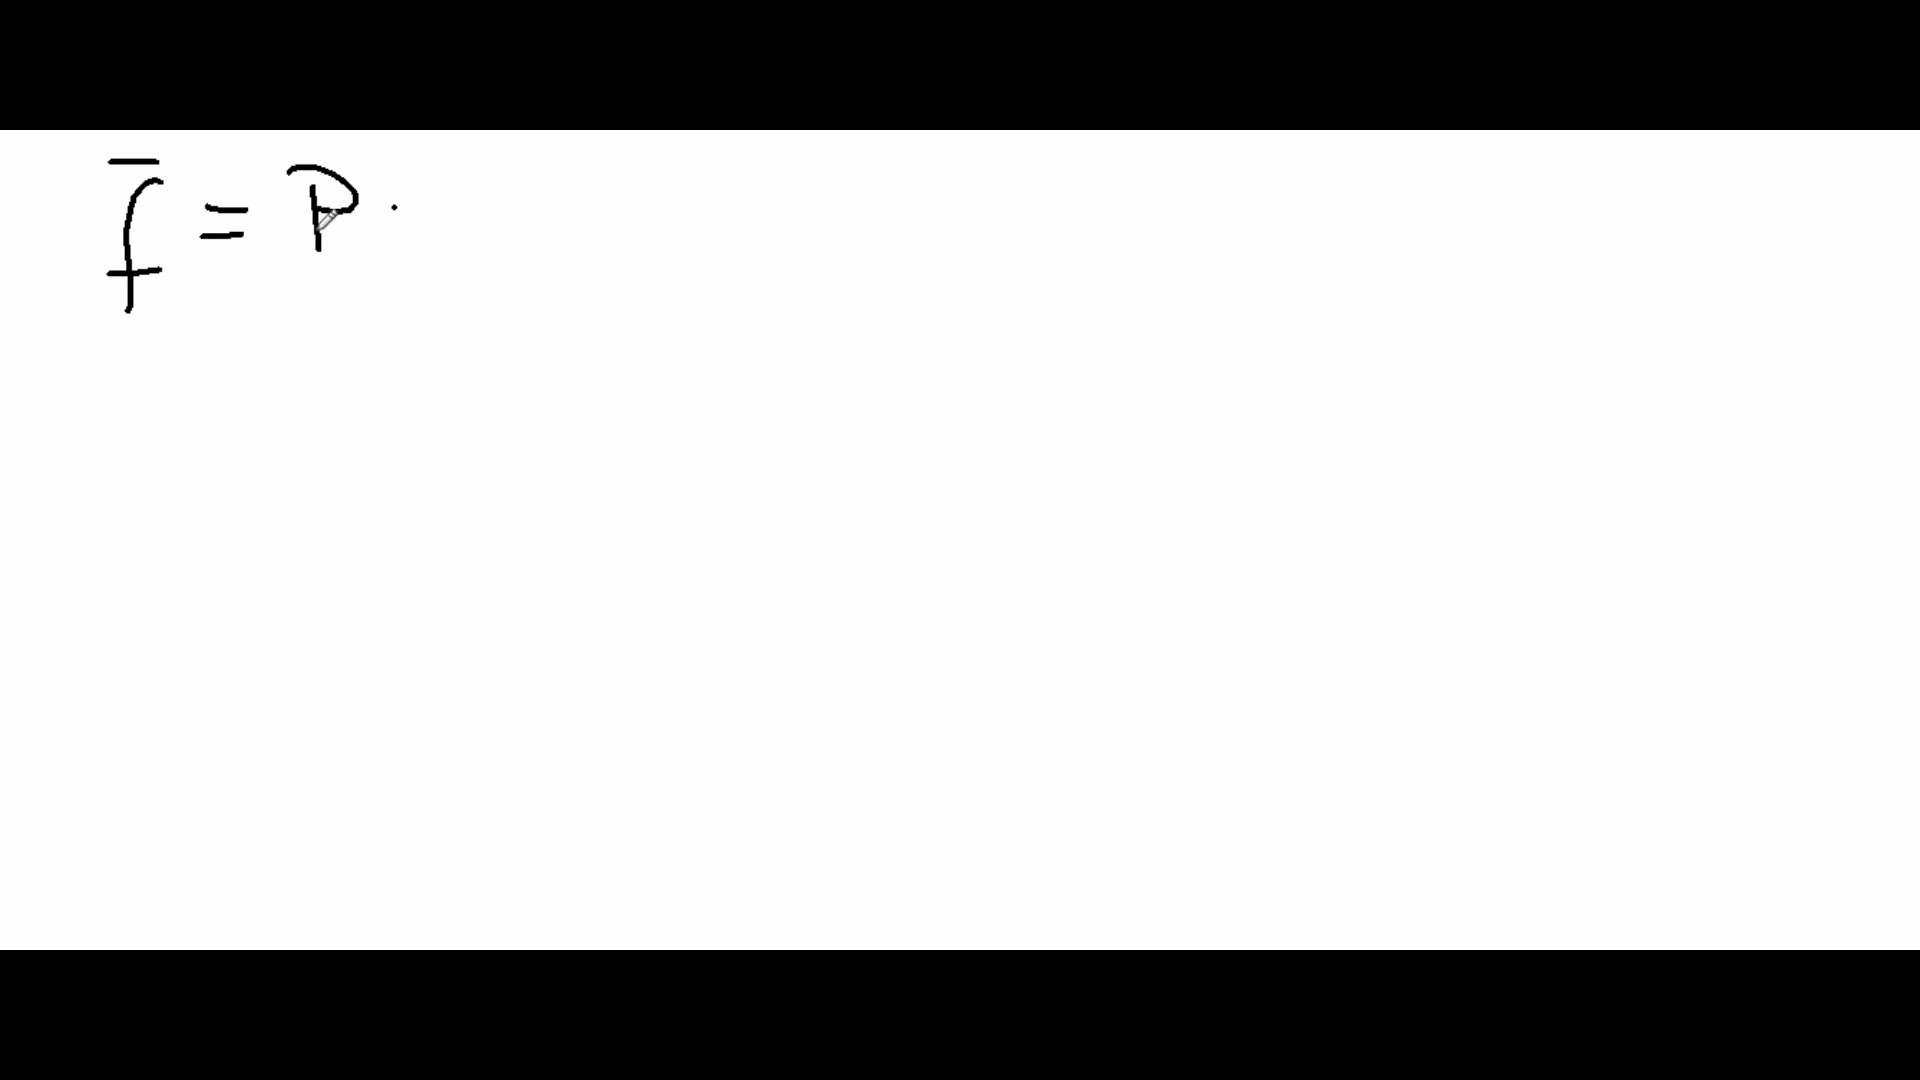 f̄ = P ·